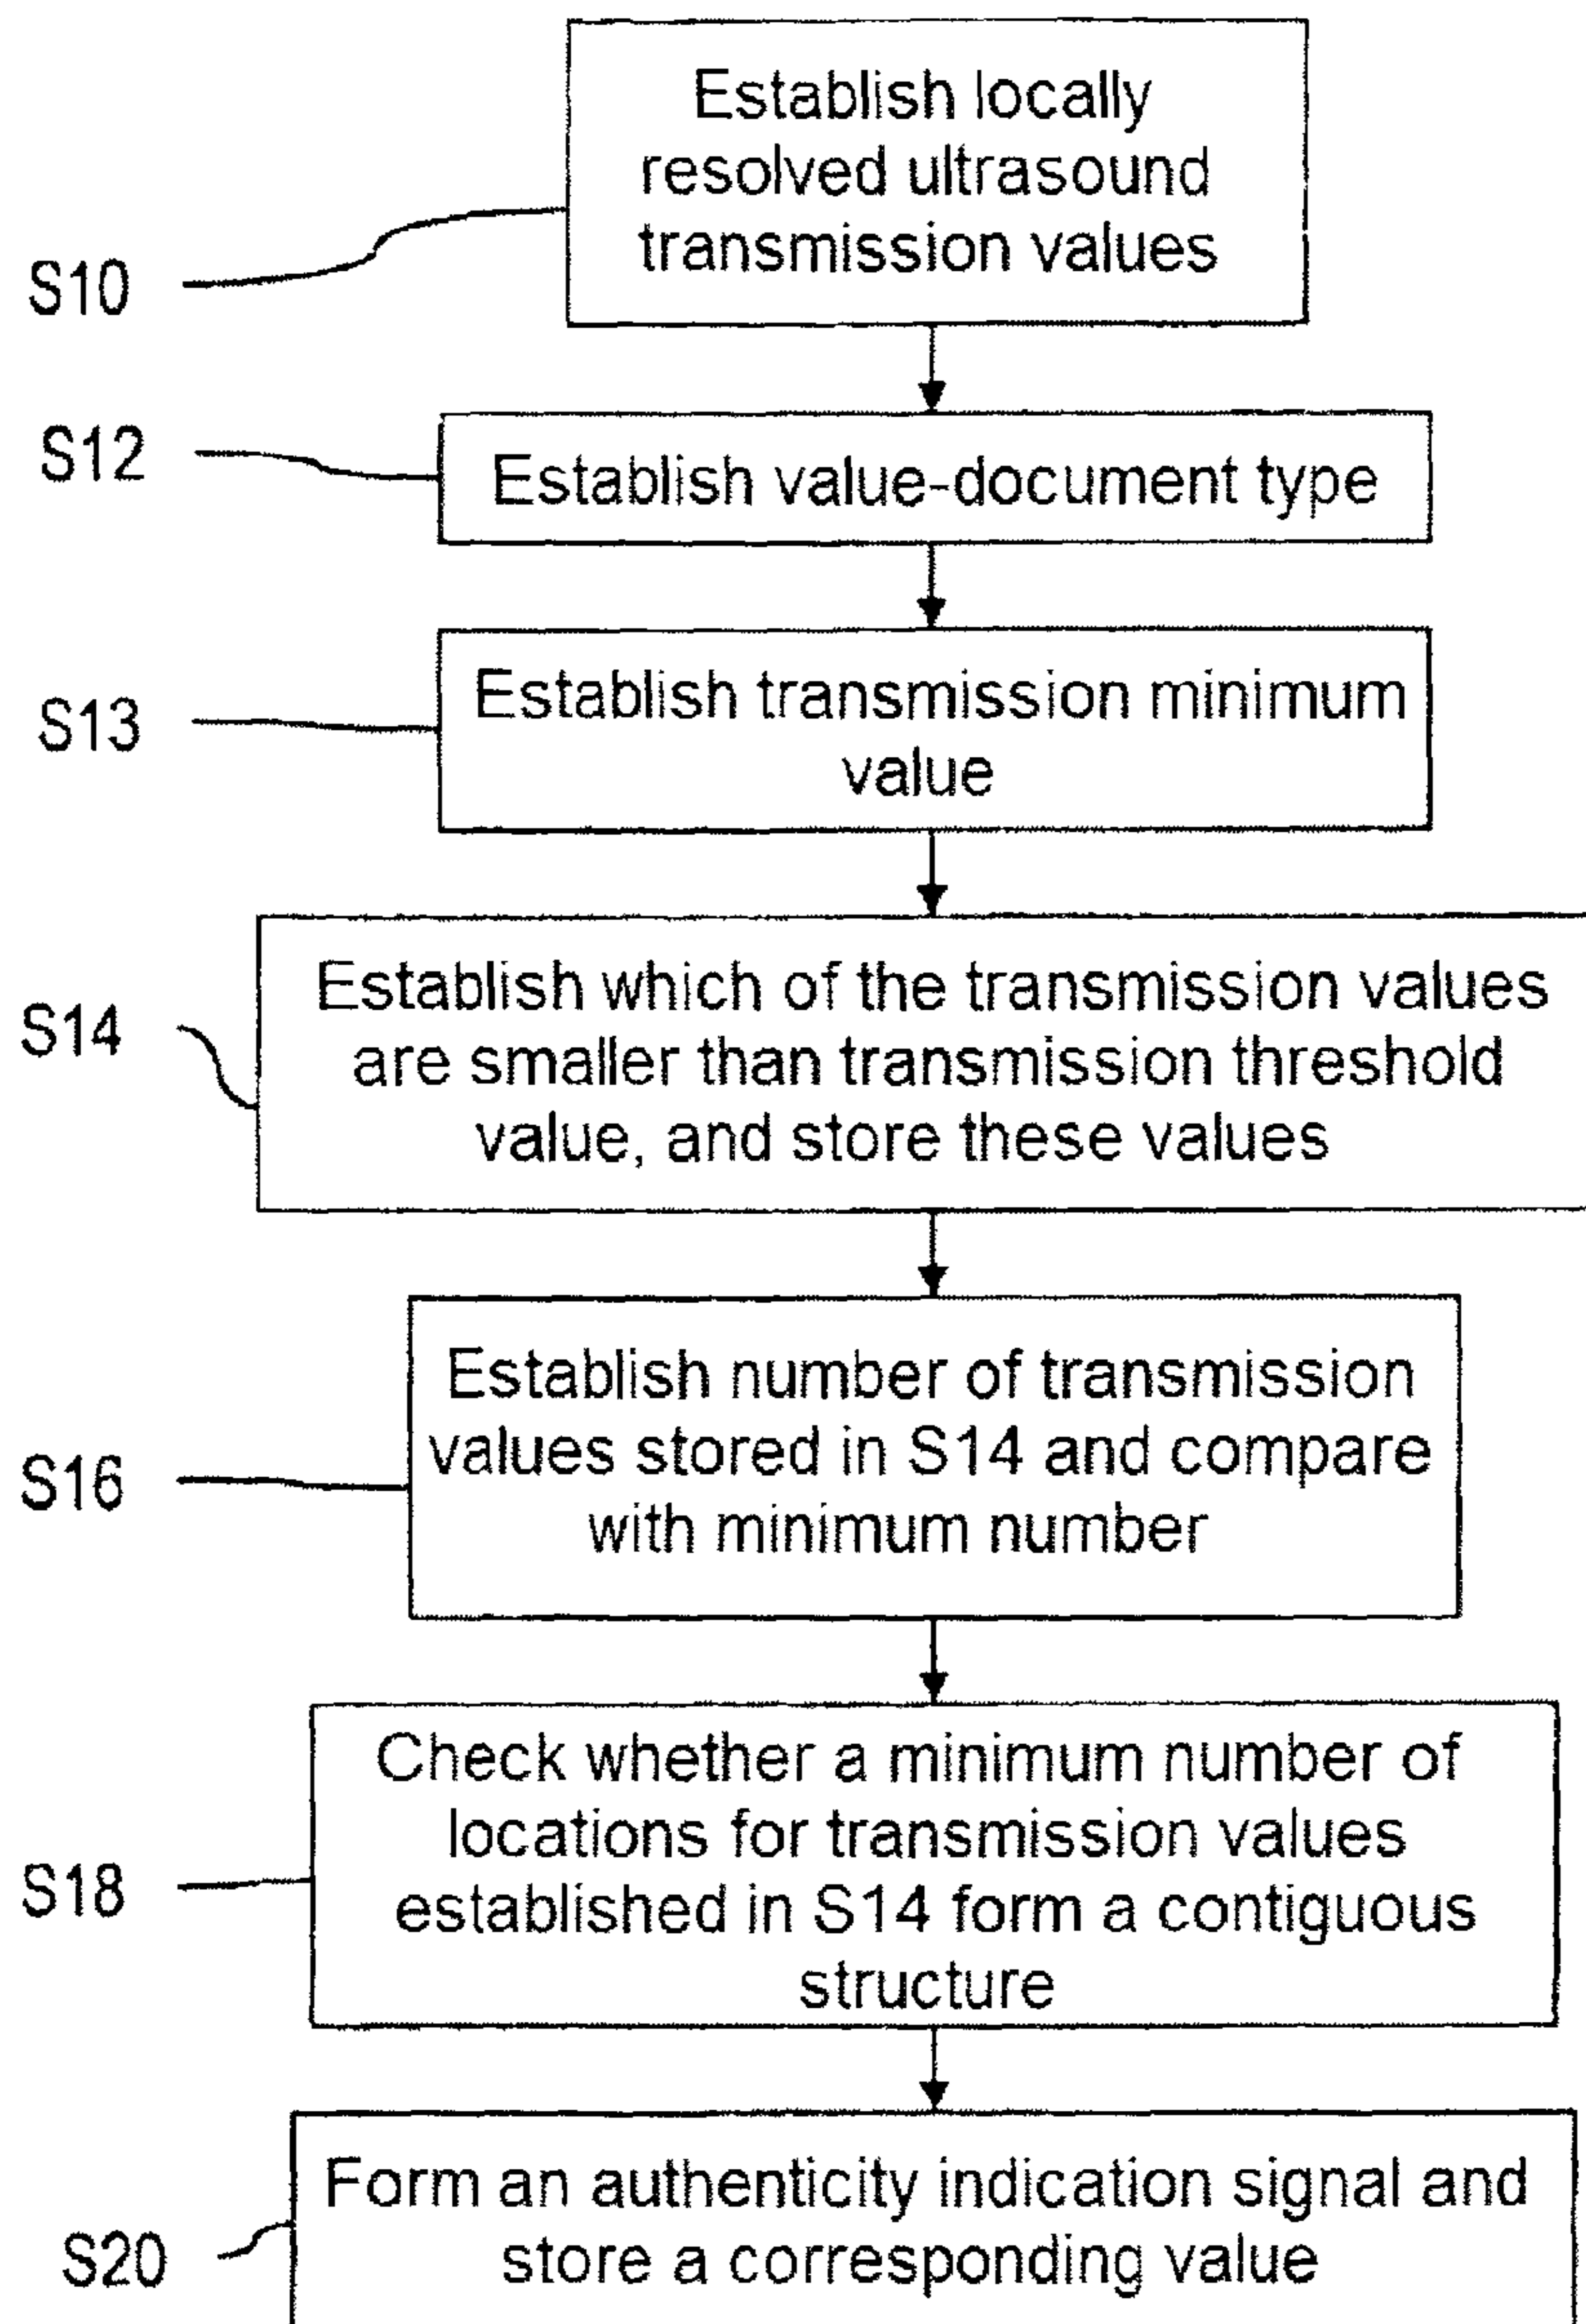 Establish locally
resolved ultrasound
transmission values
S10
S12
Establish value-document type
S13
Establish transmission minimum
value
S14
Establish which of the transmission values
are smaller than transmission threshold
value, and store these values
S16
Establish number of transmission
values stored in S14 and compare
with minimum number
S18
Check whether a minimum number of
locations for transmission values
established in S14 form a contiguous
structure
S20
Form an authenticity indication signal and
store a corresponding value